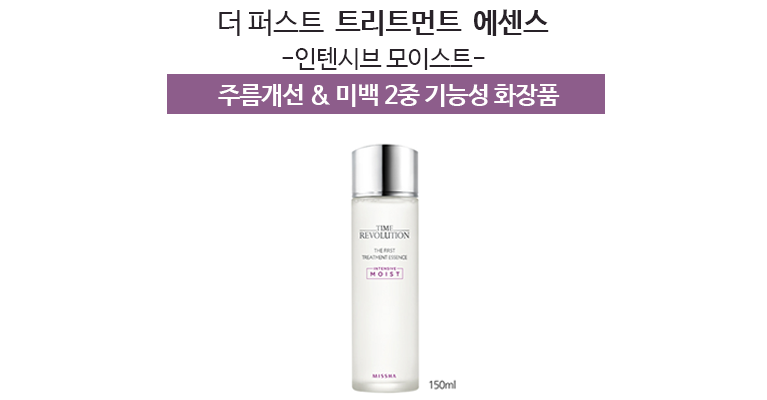 더 퍼스트 트리트먼트 에센스
-인텐시브 모이스트-
주름개선 & 미백 2중 기능성 화장품
TIME
REVOLUTION
THE FIRST
TREATMENT ESSENCE
INTENSIVE
MOIST
MISSHA
150ml